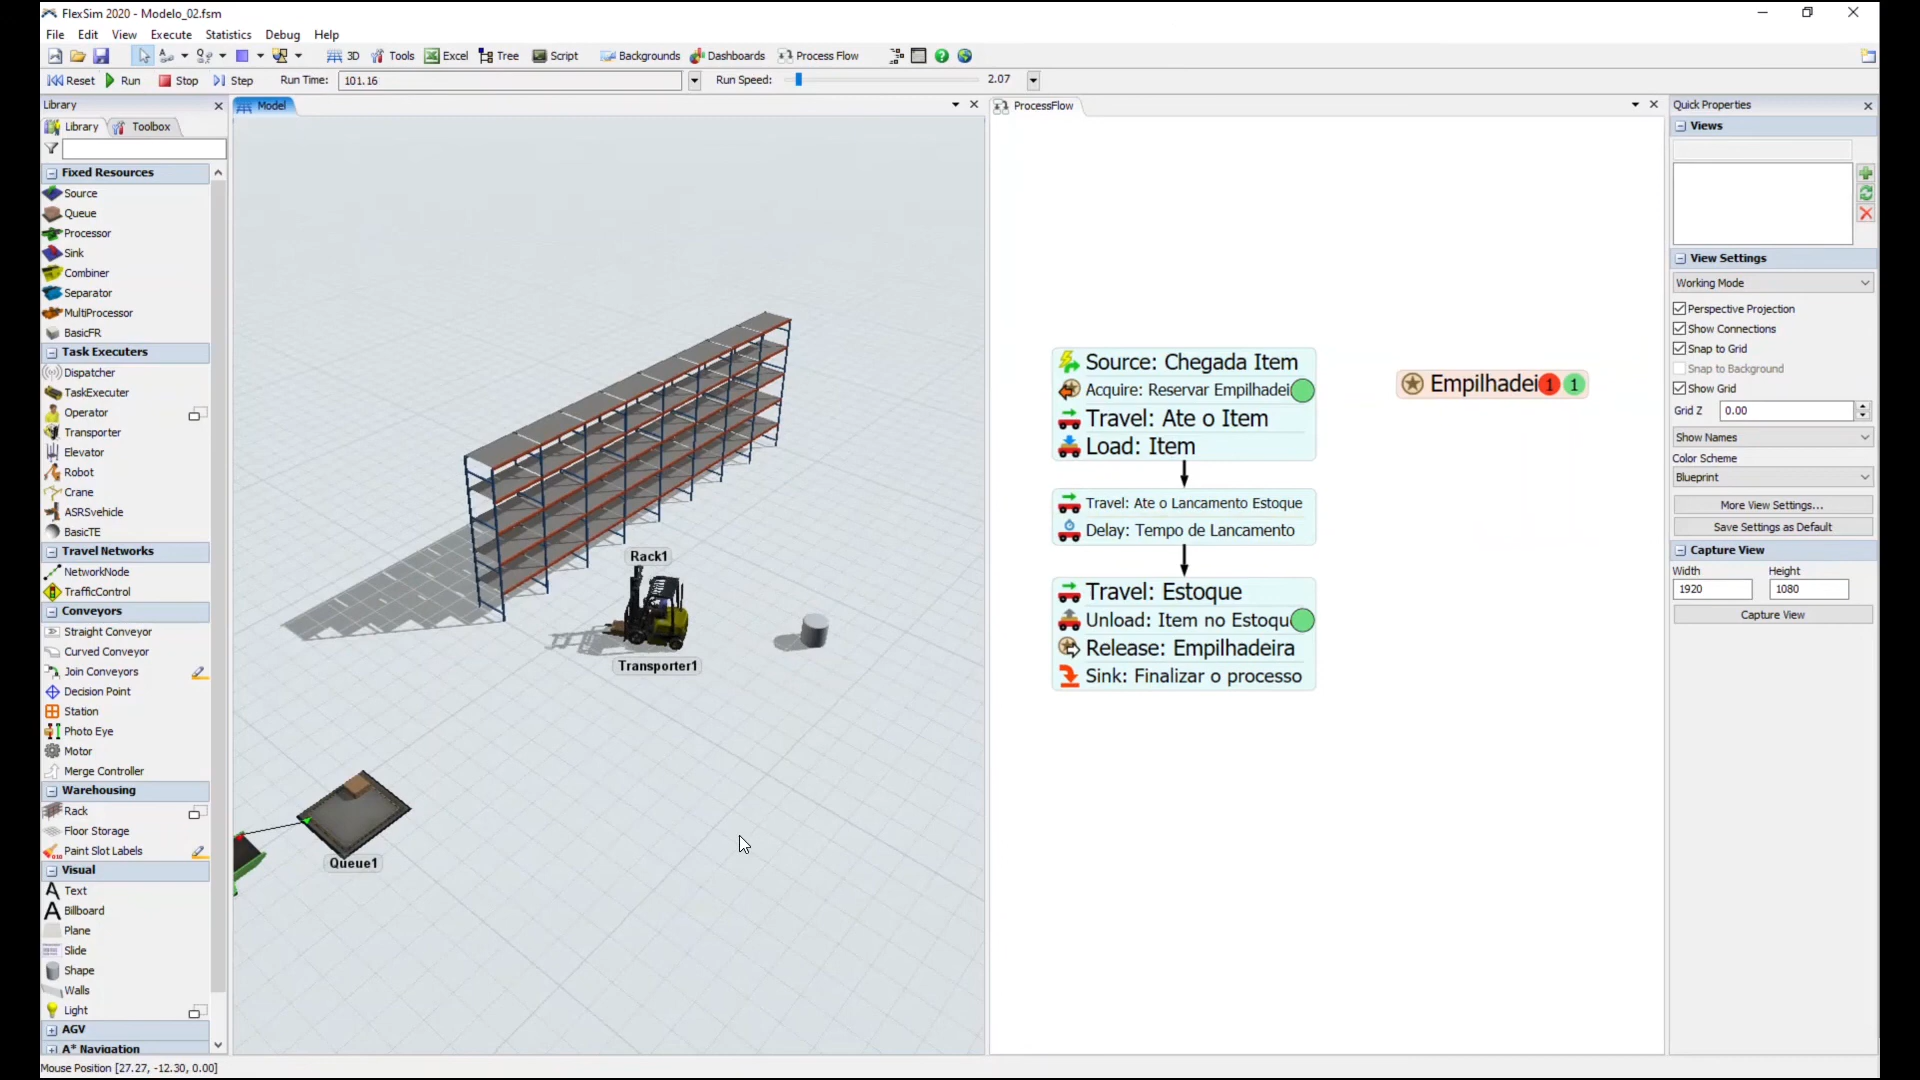 FlexSim 2020 - Modelo_02.fsm
File Edit View Execute Statistics Debug Help
3D Tools Excel Tree Script Backgrounds Dashboards Process Flow
Reset Run Stop Step Run Time: 101.16 Run Speed: 2.07
Library
Library Toolbox
Fixed Resources
Source
Queue
Processor
Sink
Combiner
Separator
MultiProcessor
BasicFR
Task Executers
Dispatcher
TaskExecuter
Operator
Transporter
Elevator
Robot
Crane
ASRSvehicle
BasicTE
Travel Networks
NetworkNode
TrafficControl
Conveyors
Straight Conveyor
Curved Conveyor
Join Conveyors
Decision Point
Station
Photo Eye
Motor
Merge Controller
Warehousing
Rack
Floor Storage
Paint Slot Labels
Visual
Text
Billboard
Plane
Slide
Shape
Walls
Light
AGV
A* Navigation
Mouse Position [27.27, -12.30, 0.00]
Model
Rack1
Transporter1
Queue1
ProcessFlow
Source: Chegada Item
Acquire: Reservar Empilhadei
Travel: Ate o Item
Load: Item
Travel: Ate o Lancamento Estoque
Delay: Tempo de Lancamento
Travel: Estoque
Unload: Item no Estoqu
Release: Empilhadeira
Sink: Finalizar o processo
Empilhadei 1 1
Quick Properties
Views
View Settings
Working Mode
Perspective Projection
Show Connections
Snap to Grid
Snap to Background
Show Grid
Grid Z 0.00
Show Names
Color Scheme
Blueprint
More View Settings...
Save Settings as Default
Capture View
Width Height
1920 1080
Capture View